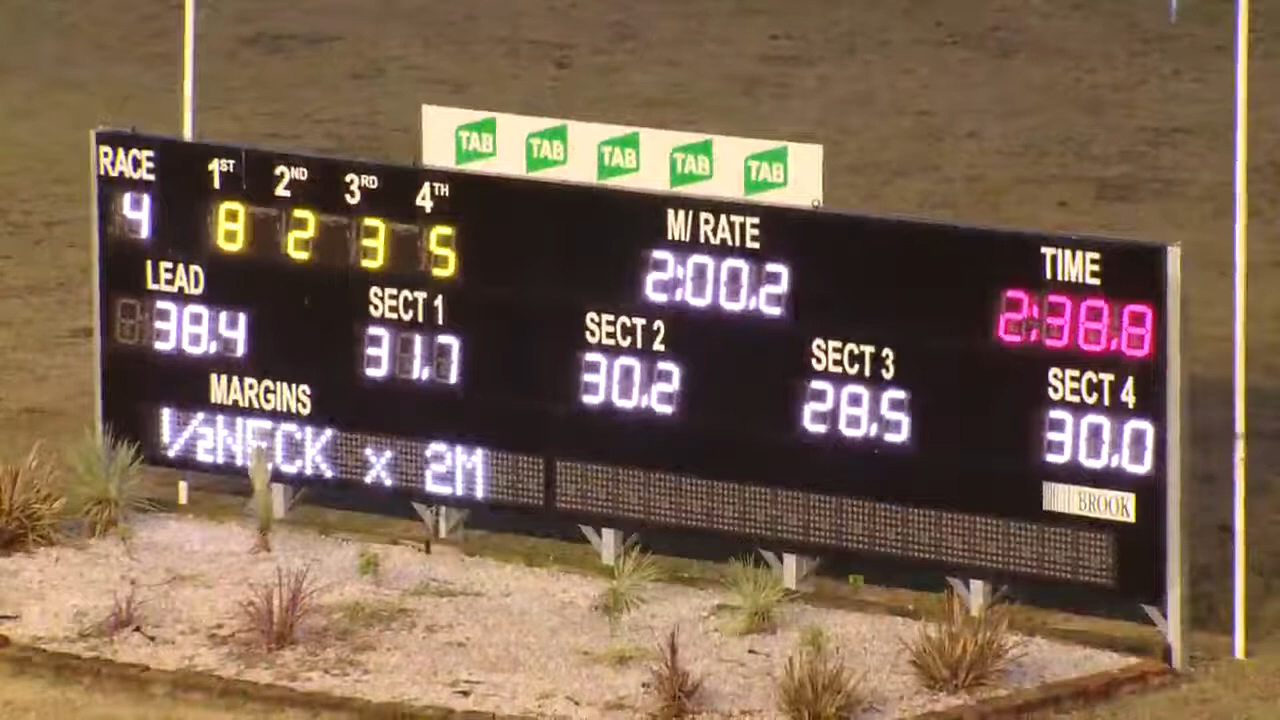 TAB TAB TAB TAB TAB
RACE 1ST 2ND 3RD 4TH M/ RATE TIME
4 8 2 3 5 2:00.2 2:38.8
LEAD SECT 1 SECT 2 SECT 3 SECT 4
38.4 31.7 30.2 28.5 30.0
MARGINS
1/2NECK x 2M
BROOK